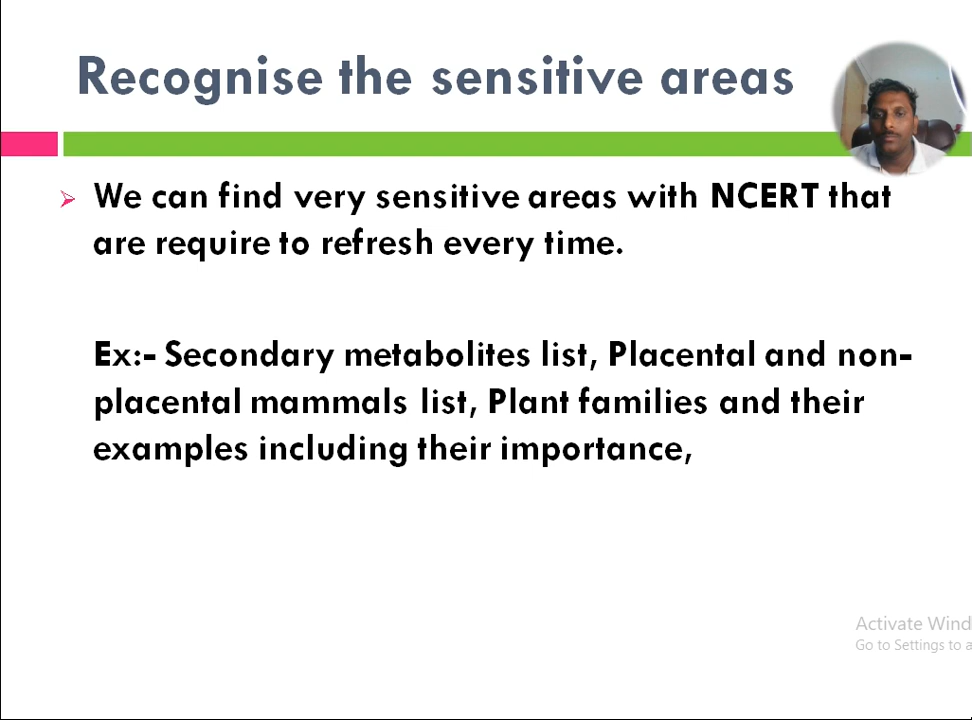 Recognise the sensitive areas
We can find very sensitive areas with NCERT that
are require to refresh every time.
Ex:- Secondary metabolites list, Placental and non-
placental mammals list, Plant families and their
examples including their importance,
Activate Wind
Go to Settings to a